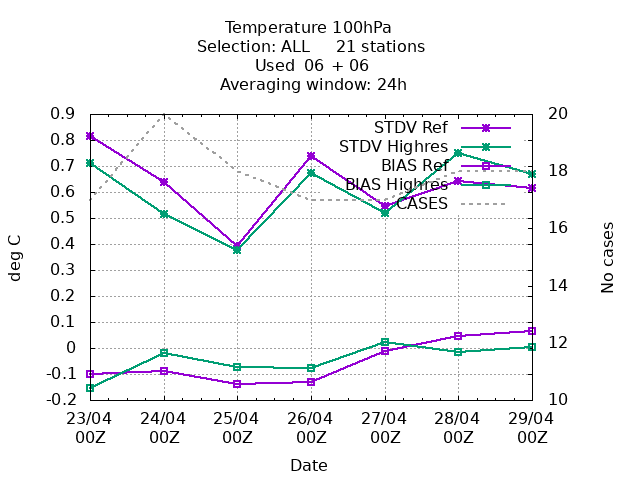 Temperature 100hPa
Selection: ALL 21 stations
Used 06 + 06
Averaging window: 24h
STDV Ref
STDV Highres
BIAS Ref
BIAS Highres
CASES
0.9
0.8
0.7
0.6
0.5
0.4
0.3
0.2
0.1
0
-0.1
-0.2
deg C
20
18
16
14
12
10
No cases
23/04 24/04 25/04 26/04 27/04 28/04 29/04
00Z 00Z 00Z 00Z 00Z 00Z 00Z
Date